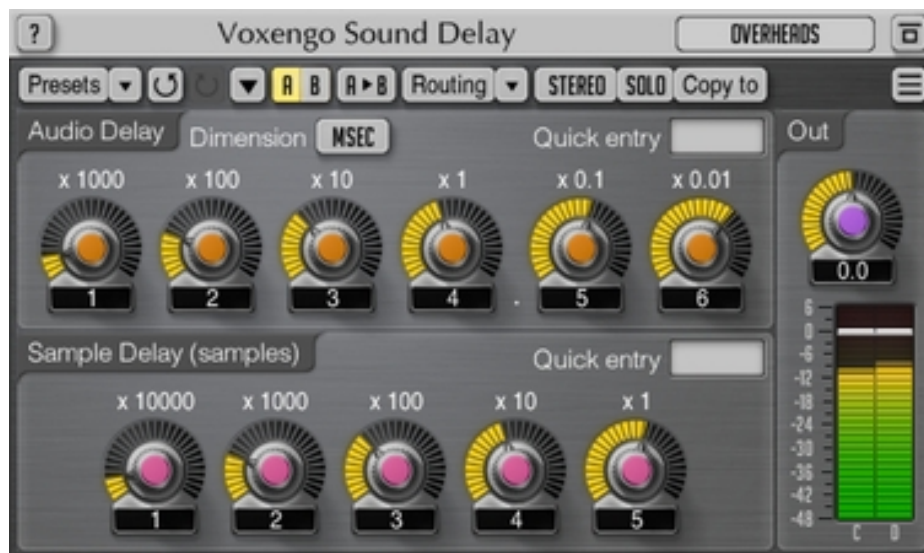 ? Voxengo Sound Delay OVERHEADS
Presets A B A▸B Routing STEREO SOLO Copy to
Audio Delay Dimension MSEC Quick entry Out
x 1000 x 100 x 10 x 1 x 0.1 x 0.01
1 2 3 4 . 5 6 0.0
Sample Delay (samples) Quick entry
x 10000 x 1000 x 100 x 10 x 1
1 2 3 4 5
6
0
-6
-12
-18
-24
-30
-36
-42
-48